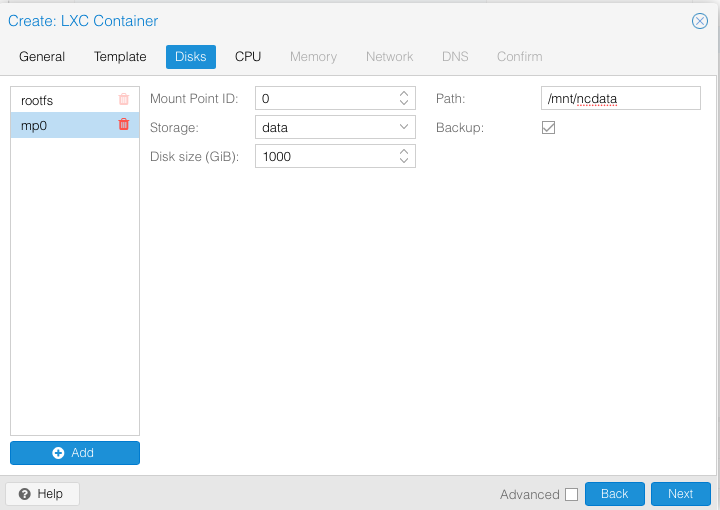 Create: LXC Container
General Template Disks CPU Memory Network DNS Confirm
rootfs
mp0
Mount Point ID: 0
Path: /mnt/ncdata
Storage: data
Backup:
Disk size (GiB): 1000
Add
Help
Advanced Back Next